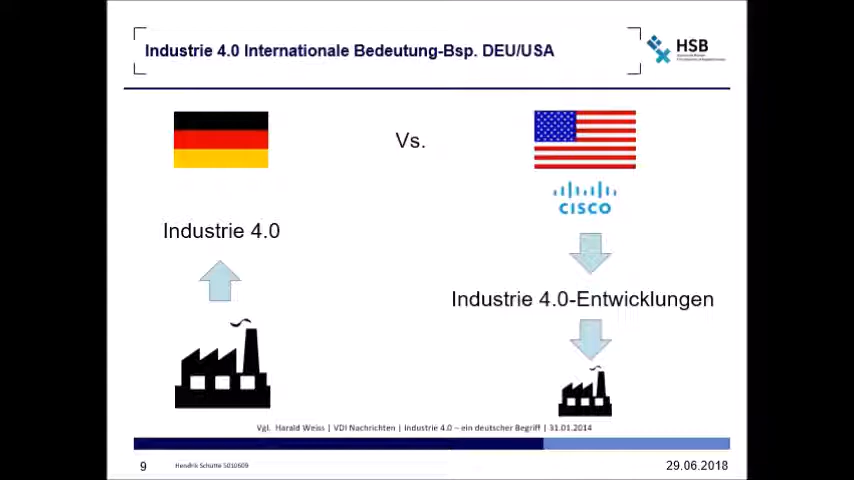 Industrie 4.0 Internationale Bedeutung-Bsp. DEU/USA
HSB
Vs.
CISCO
Industrie 4.0
Industrie 4.0-Entwicklungen
Vgl. Harald Weiss | VDI Nachrichten | Industrie 4.0 – ein deutscher Begriff | 31.01.2014
9
Hendrik Schütte 5010609
29.06.2018